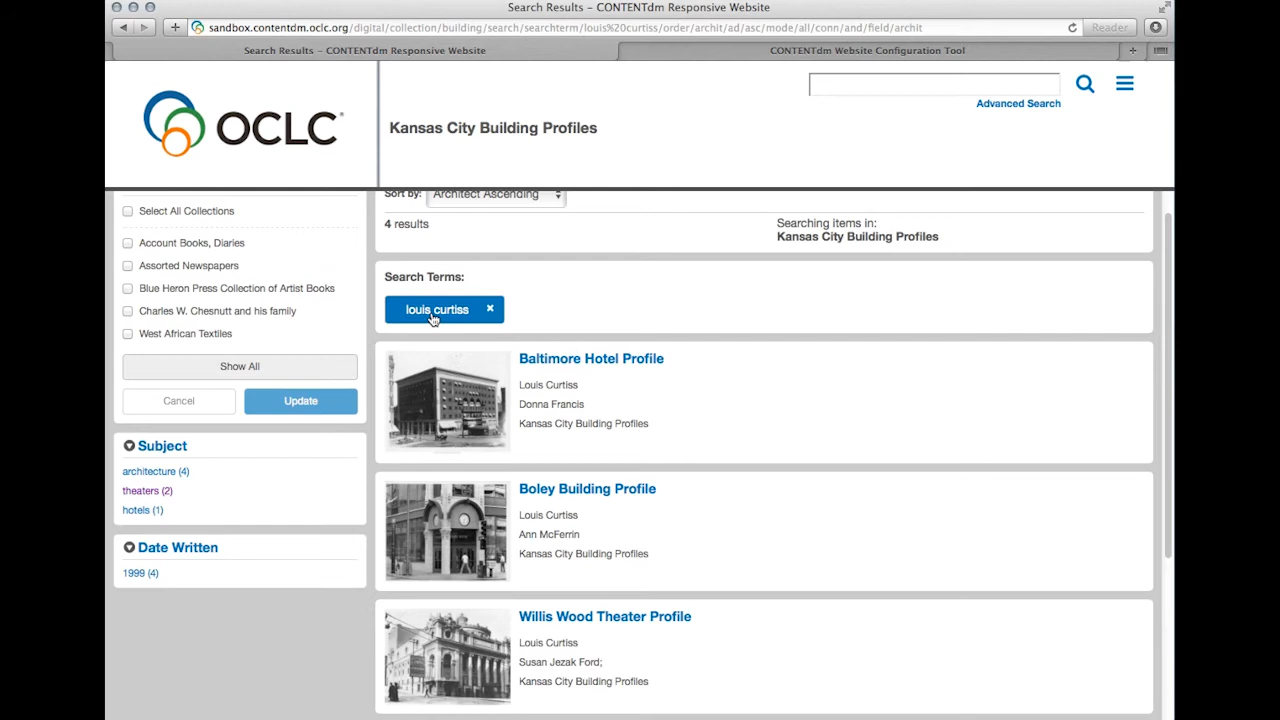 Search Results – CONTENTdm Responsive Website
sandbox.contentdm.oclc.org/digital/collection/building/search/searchterm/louis%20curtiss/order/archit/ad/asc/mode/all/conn/and/field/archit
Reader
Search Results – CONTENTdm Responsive Website
CONTENTdm Website Configuration Tool
OCLC
Kansas City Building Profiles
Advanced Search
Select All Collections
Account Books, Diaries
Assorted Newspapers
Blue Heron Press Collection of Artist Books
Charles W. Chesnutt and his family
West African Textiles
Show All
Cancel
Update
Subject
architecture (4)
theaters (2)
hotels (1)
Date Written
1999 (4)
Sort by:
Architect Ascending
4 results
Searching items in:
Kansas City Building Profiles
Search Terms:
louis curtiss
Baltimore Hotel Profile
Louis Curtiss
Donna Francis
Kansas City Building Profiles
Boley Building Profile
Louis Curtiss
Ann McFerrin
Kansas City Building Profiles
Willis Wood Theater Profile
Louis Curtiss
Susan Jezak Ford;
Kansas City Building Profiles